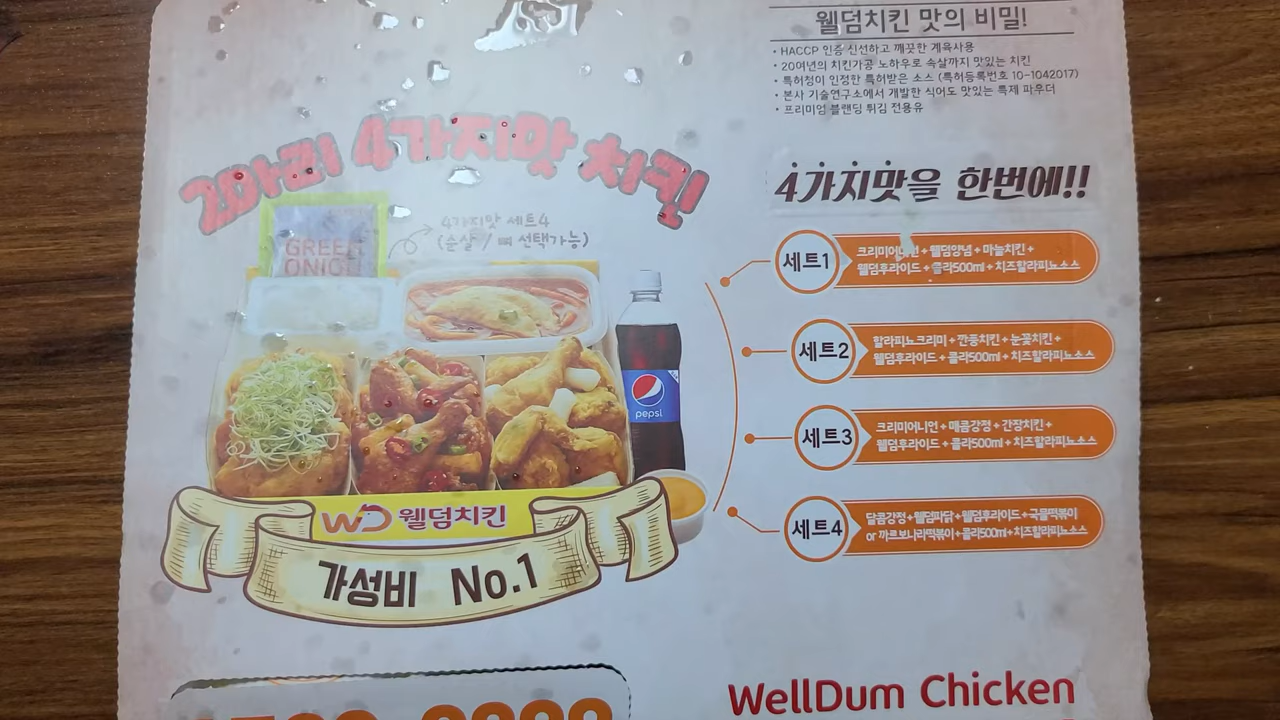 웰덤치킨 맛의 비밀!
• HACCP 인증 신선하고 깨끗한 계육사용
• 20여년의 치킨가공 노하우로 속살까지 맛있는 치킨
• 특허청이 인정한 특허받은 소스 (특허등록번호 10-1042017)
• 본사 기술연구소에서 개발한 식어도 맛있는 특제 파우더
• 프리미엄 블랜딩 튀김 전용유
2마리 4가지맛 치킨
4가지맛 세트4
(순살 / 뼈 선택가능)
GREEN
ONION
4가지맛을 한번에!!
세트1
크리미어니언 + 웰덤양념 + 마늘치킨 +
웰덤후라이드 + 콜라500ml + 치즈할라피뇨소스
세트2
할라피뇨크리미 + 깐풍치킨 + 눈꽃치킨 +
웰덤후라이드 + 콜라500ml + 치즈할라피뇨소스
세트3
크리미어니언 + 매콤강정 + 간장치킨 +
웰덤후라이드 + 콜라500ml + 치즈할라피뇨소스
세트4
달콤강정+웰덤파닭+웰덤후라이드+국물떡볶이
or 까르보나라떡볶이+콜라500ml+치즈할라피뇨소스
pepsi
WD 웰덤치킨
가성비 No.1
WellDum Chicken